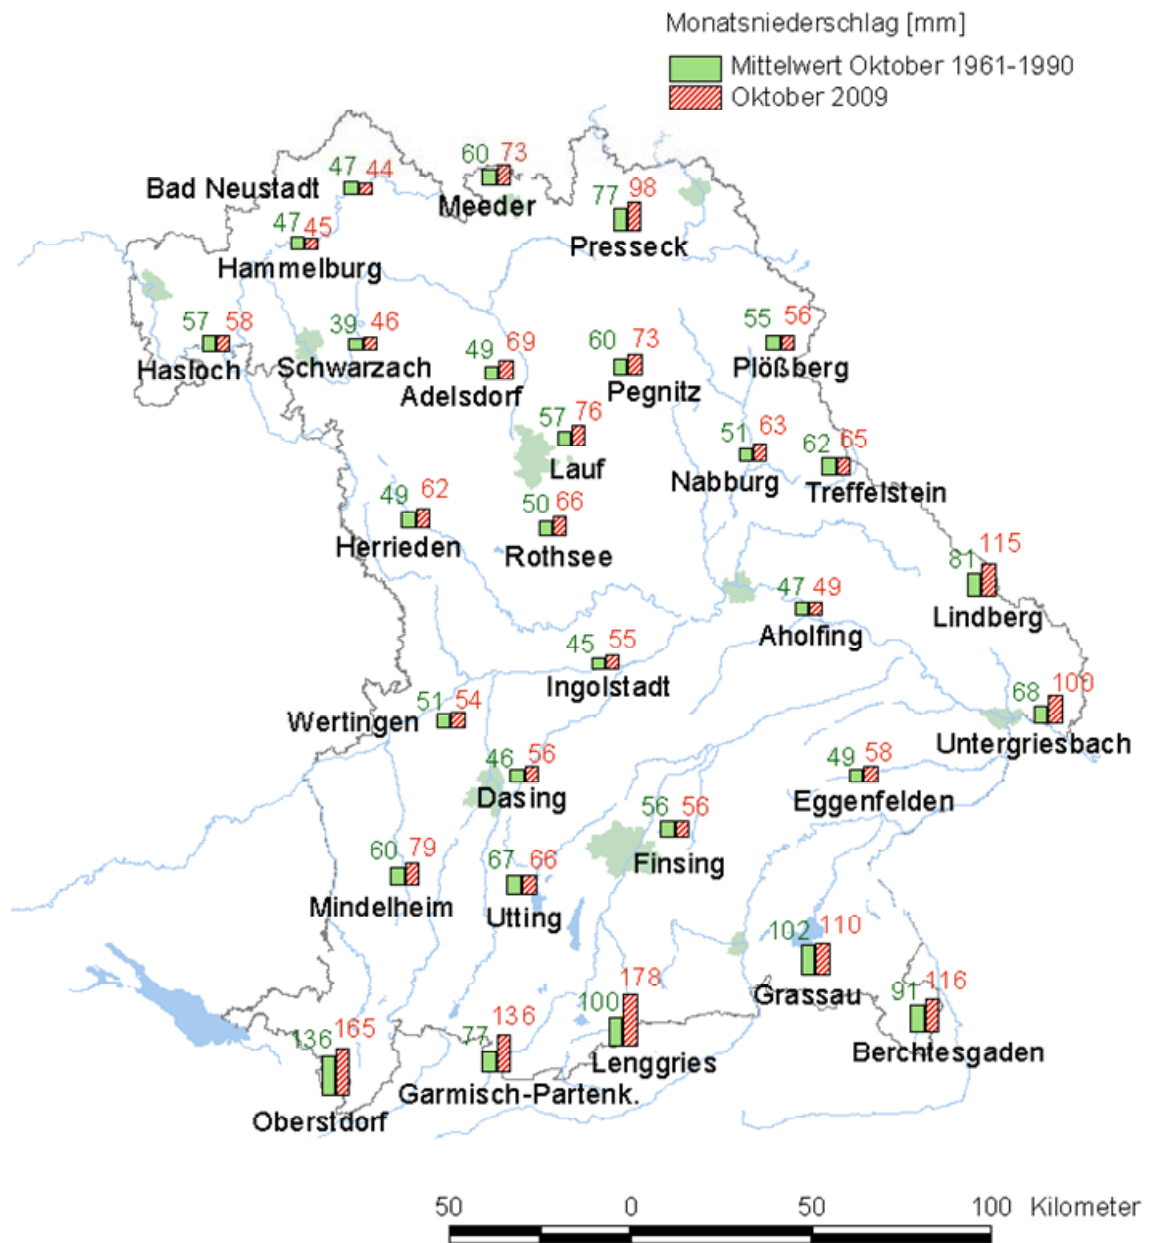 Monatsniederschlag [mm]
Mittelwert Oktober 1961-1990
Oktober 2009
47 44
Bad Neustadt
60 73
Meeder
77 98
Presseck
47 45
Hammelburg
57 58
Hasloch
39 46
Schwarzach
49 69
Adelsdorf
60 73
Pegnitz
55 56
Plößberg
57 76
Lauf
51 63
Nabburg
62 65
Treffelstein
49 62
Herrieden
50 66
Rothsee
81 115
Lindberg
47 49
Aholfing
45 55
Ingolstadt
51 54
Wertingen
68 100
Untergriesbach
46 56
Dasing
49 58
Eggenfelden
56 56
Finsing
60 79
Mindelheim
67 66
Utting
102 110
Grassau
91 116
Berchtesgaden
100 178
Lenggries
77 136
Garmisch-Partenk.
136 165
Oberstdorf
50 0 50 100 Kilometer